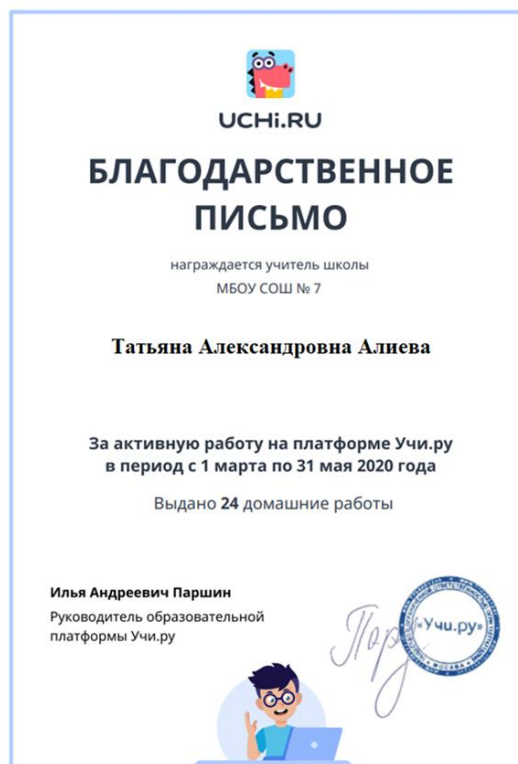 UCHi.RU
БЛАГОДАРСТВЕННОЕ
ПИСЬМО
награждается учитель школы
МБОУ СОШ № 7
Татьяна Александровна Алиева
За активную работу на платформе Учи.ру
в период с 1 марта по 31 мая 2020 года
Выдано 24 домашние работы
Илья Андреевич Паршин
Руководитель образовательной
платформы Учи.ру
«Учи.ру»
МОСКВА